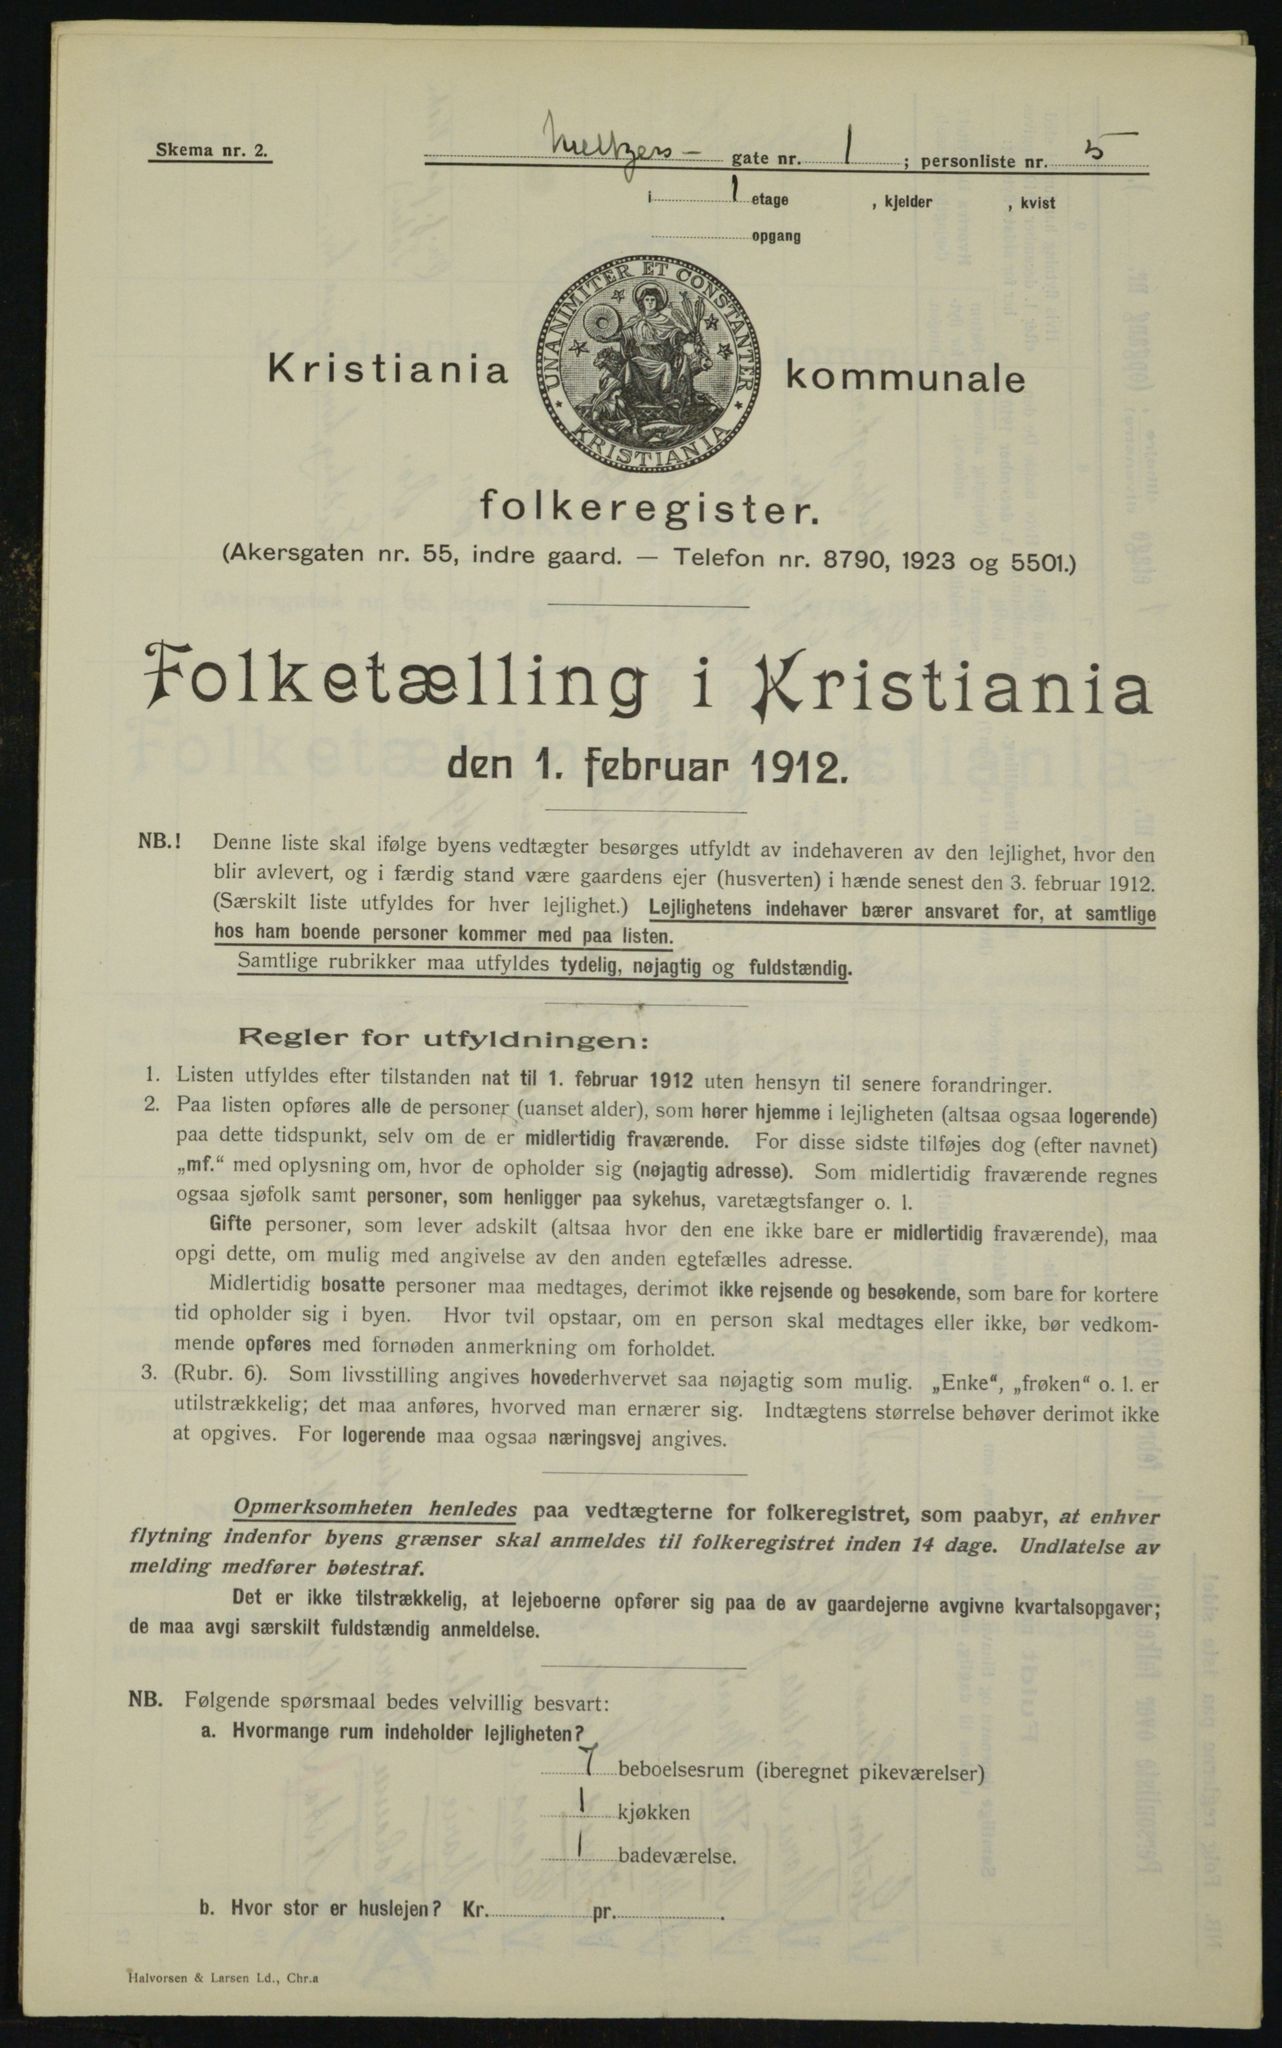 Skema nr. 2.
Meltzers- gate nr. 1; personliste nr. 5
i 1 etage , kjelder , kvist
opgang
UNANIMITER ET CONSTANTER
KRISTIANIA
Kristiania kommunale
folkeregister.
(Akersgaten nr. 55, indre gaard. — Telefon nr. 8790, 1923 og 5501.)
Folketælling i Kristiania
den 1. februar 1912.
NB.! Denne liste skal ifølge byens vedtægter besørges utfyldt av indehaveren av den lejlighet, hvor den
blir avlevert, og i færdig stand være gaardens ejer (husverten) i hænde senest den 3. februar 1912.
(Særskilt liste utfyldes for hver lejlighet.) Lejlighetens indehaver bærer ansvaret for, at samtlige
hos ham boende personer kommer med paa listen.
Samtlige rubrikker maa utfyldes tydelig, nøjagtig og fuldstændig.
Regler for utfyldningen:
1. Listen utfyldes efter tilstanden nat til 1. februar 1912 uten hensyn til senere forandringer.
2. Paa listen opføres alle de personer (uanset alder), som hører hjemme i lejligheten (altsaa ogsaa logerende)
paa dette tidspunkt, selv om de er midlertidig fraværende. For disse sidste tilføjes dog (efter navnet)
„mf.“ med oplysning om, hvor de opholder sig (nøjagtig adresse). Som midlertidig fraværende regnes
ogsaa sjøfolk samt personer, som henligger paa sykehus, varetægtsfanger o. l.
Gifte personer, som lever adskilt (altsaa hvor den ene ikke bare er midlertidig fraværende), maa
opgi dette, om mulig med angivelse av den anden egtefælles adresse.
Midlertidig bosatte personer maa medtages, derimot ikke rejsende og besøkende, som bare for kortere
tid opholder sig i byen. Hvor tvil opstaar, om en person skal medtages eller ikke, bør vedkom-
mende opføres med fornøden anmerkning om forholdet.
3. (Rubr. 6). Som livsstilling angives hovederhvervet saa nøjagtig som mulig. „Enke“, „frøken“ o. l. er
utilstrækkelig; det maa anføres, hvorved man ernærer sig. Indtægtens størrelse behøver derimot ikke
at opgives. For logerende maa ogsaa næringsvej angives.
Opmerksomheten henledes paa vedtægterne for folkeregistret, som paabyr, at enhver
flytning indenfor byens grænser skal anmeldes til folkeregistret inden 14 dage. Undlatelse av
melding medfører bøtestraf.
Det er ikke tilstrækkelig, at lejeboerne opfører sig paa de av gaardejerne avgivne kvartalsopgaver;
de maa avgi særskilt fuldstændig anmeldelse.
NB. Følgende spørsmaal bedes velvillig besvart:
a. Hvormange rum indeholder lejligheten?
7 beboelsesrum (iberegnet pikeværelser)
1 kjøkken
1 badeværelse.
b. Hvor stor er huslejen? Kr. pr. .
Halvorsen & Larsen Ld., Chr.a